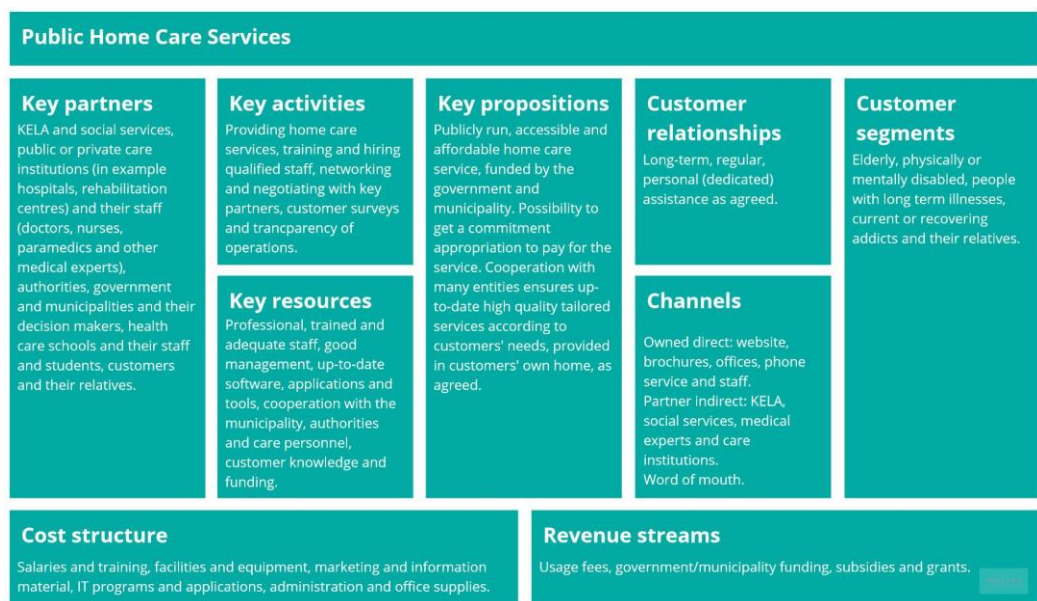 Public Home Care Services
Key partners
KELA and social services,
public or private care
institutions (in example
hospitals, rehabilitation
centres) and their staff
(doctors, nurses,
paramedics and other
medical experts),
authorities, government
and municipalities and their
decision makers, health
care schools and their staff
and students, customers
and their relatives.
Key activities
Providing home care
services, training and hiring
qualified staff, networking
and negotiating with key
partners, customer surveys
and trancparency of
operations.
Key resources
Professional, trained and
adequate staff, good
management, up-to-date
software, applications and
tools, cooperation with the
municipality, authorities
and care personnel,
customer knowledge and
funding.
Key propositions
Publicly run, accessible and
affordable home care
service, funded by the
government and
municipality. Possibility to
get a commitment
appropriation to pay for the
service. Cooperation with
many entities ensures up-
to-date high quality tailored
services according to
customers' needs, provided
in customers' own home, as
agreed.
Customer
relationships
Long-term, regular,
personal (dedicated)
assistance as agreed.
Channels
Owned direct: website,
brochures, offices, phone
service and staff.
Partner indirect: KELA,
social services, medical
experts and care
institutions.
Word of mouth.
Customer
segments
Elderly, physically or
mentally disabled, people
with long term illnesses,
current or recovering
addicts and their relatives.
Cost structure
Salaries and training, facilities and equipment, marketing and information
material, IT programs and applications, administration and office supplies.
Revenue streams
Usage fees, government/municipality funding, subsidies and grants.
miro